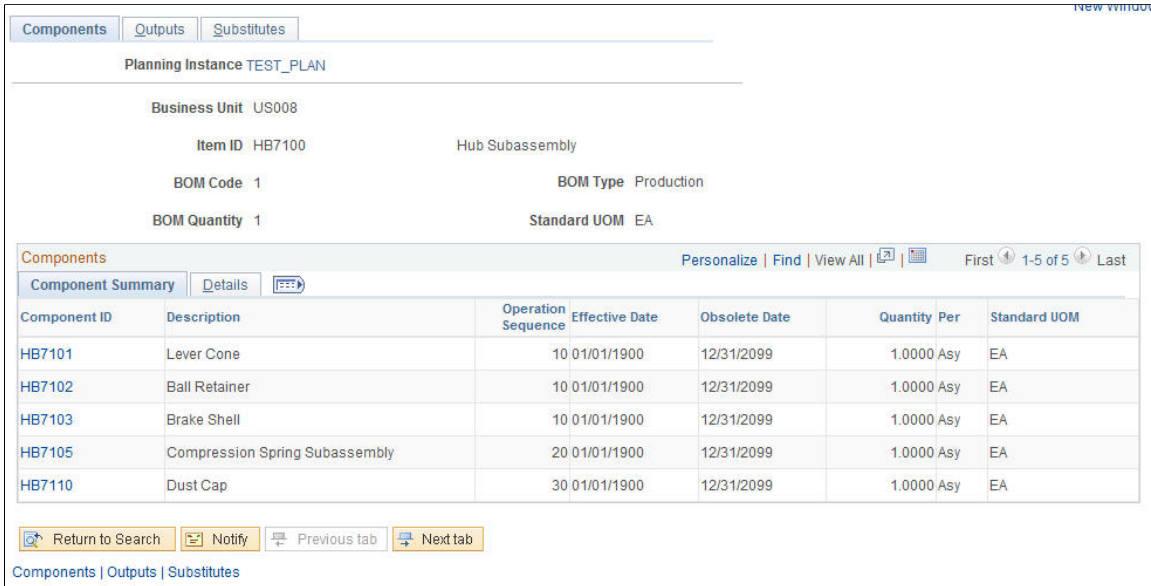 New Window
Components Outputs Substitutes
Planning Instance TEST_PLAN
Business Unit US008
Item ID HB7100 Hub Subassembly
BOM Code 1 BOM Type Production
BOM Quantity 1 Standard UOM EA
Components Personalize | Find | View All | | First 1-5 of 5 Last
Component Summary Details
Component ID Description Operation Sequence Effective Date Obsolete Date Quantity Per Standard UOM
HB7101 Lever Cone 10 01/01/1900 12/31/2099 1.0000 Asy EA
HB7102 Ball Retainer 10 01/01/1900 12/31/2099 1.0000 Asy EA
HB7103 Brake Shell 10 01/01/1900 12/31/2099 1.0000 Asy EA
HB7105 Compression Spring Subassembly 20 01/01/1900 12/31/2099 1.0000 Asy EA
HB7110 Dust Cap 30 01/01/1900 12/31/2099 1.0000 Asy EA
Return to Search Notify Previous tab Next tab
Components | Outputs | Substitutes